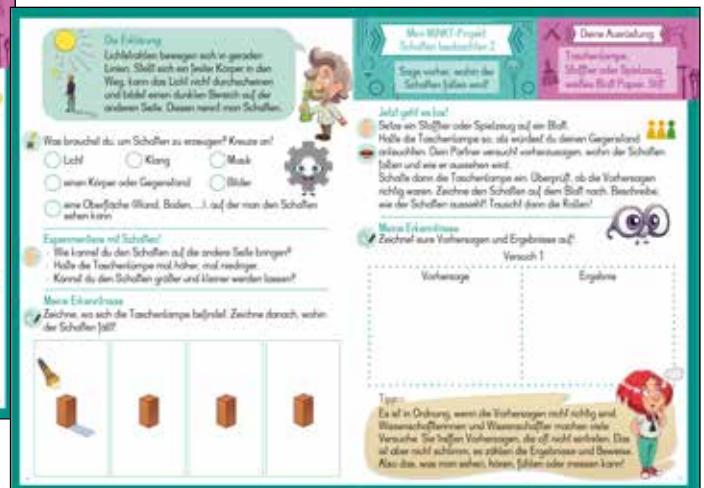 Die Erklärung
Lichtstrahlen bewegen sich in geraden
Linien. Stellt sich ein fester Körper in den
Weg, kann das Licht nicht durchscheinen
und bildet einen dunklen Bereich auf der
anderen Seite. Diesen nennt man Schatten.
Was brauchst du, um Schatten zu erzeugen? Kreuze an!
Licht
Klang
Musik
einen Körper oder Gegenstand
Bilder
eine Oberfläche (Wand, Boden, ...), auf der man den Schatten
sehen kann
Experimentiere mit Schatten!
Wie kannst du den Schatten auf die andere Seite bringen?
Halte die Taschenlampe mal höher, mal niedriger.
Kannst du den Schatten größer und kleiner werden lassen?
Meine Erkenntnisse
Zeichne, wo sich die Taschenlampe befindet. Zeichne danach, wohin
der Schatten fällt!
Mein MINKT-Projekt
Schatten beobachten 2
Sage vorher, wohin der
Schatten fallen wird!
Deine Ausrüstung
Taschenlampe,
Stofftier oder Spielzeug,
weißes Blatt Papier, Stift
Jetzt geht es los!
Setze ein Stofftier oder Spielzeug auf ein Blatt.
Halte die Taschenlampe so, als würdest du deinen Gegenstand
anleuchten. Dein Partner versucht vorherzusagen, wohin der Schatten
fallen und wie er aussehen wird.
Schalte dann die Taschenlampe ein. Überprüft, ob die Vorhersagen
richtig waren. Zeichne den Schatten auf dem Blatt nach. Beschreibe,
wie der Schatten aussieht! Tauscht dann die Rollen!
Meine Erkenntnisse
Zeichnet eure Vorhersagen und Ergebnisse auf!
Versuch 1
Vorhersage
Ergebnis
Tipp:
Es ist in Ordnung, wenn die Vorhersagen nicht richtig sind.
Wissenschaftlerinnen und Wissenschaftler machen viele
Versuche. Sie treffen Vorhersagen, die oft nicht eintreten. Das
ist aber nicht schlimm, es zählen die Ergebnisse und Beweise.
Also das, was man sehen, hören, fühlen oder messen kann!